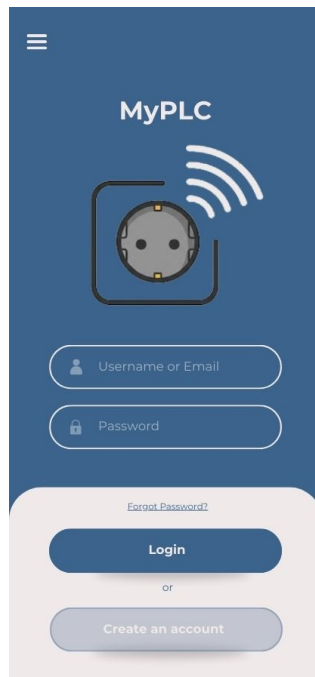 MyPLC
Username or Email
Password
Forgot Password?
Login
or
Create an account